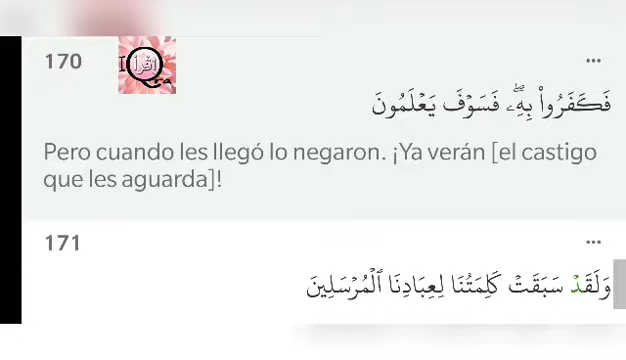 170
اقرأ
فَكَفَرُواْ بِهِۦۖ فَسَوۡفَ يَعۡلَمُونَ
Pero cuando les llegó lo negaron. ¡Ya verán [el castigo
que les aguarda]!
171
وَلَقَدۡ سَبَقَتۡ كَلِمَتُنَا لِعِبَادِنَا ٱلۡمُرۡسَلِينَ